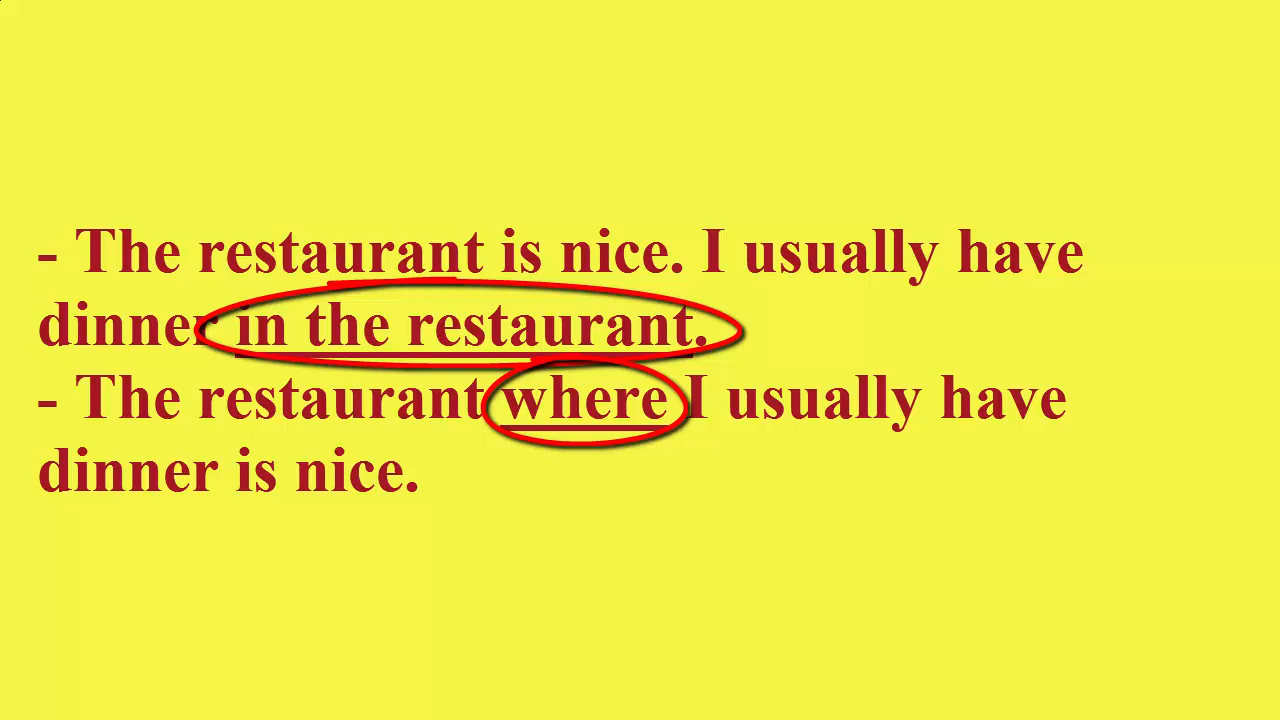 - The restaurant is nice. I usually have
dinner in the restaurant.
- The restaurant where I usually have
dinner is nice.